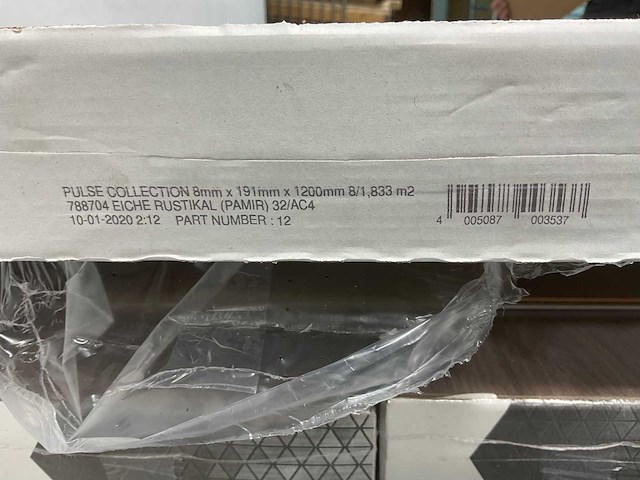 PULSE COLLECTION 8mm x 191mm x 1200mm 8/1,833 m2
788704 EICHE RUSTIKAL (PAMIR) 32/AC4
10-01-2020 2:12 PART NUMBER : 12
4 005087 003537